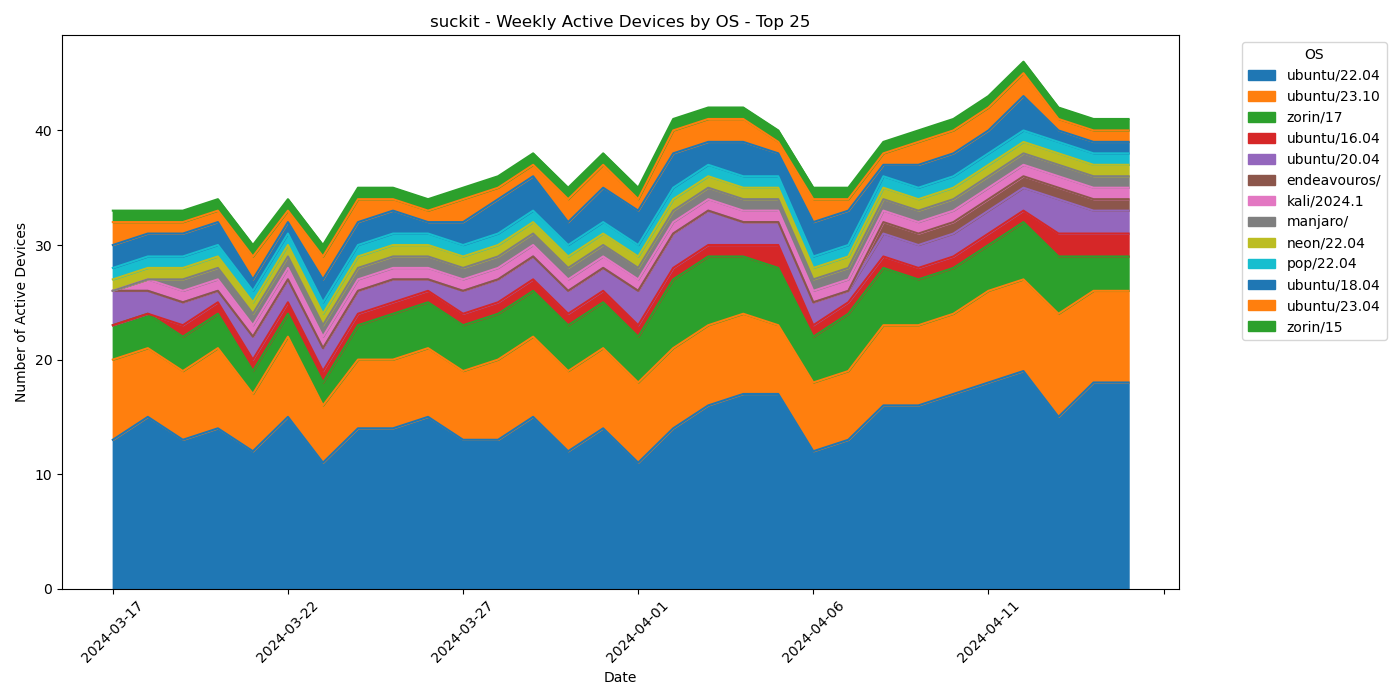 suckit - Weekly Active Devices by OS - Top 25
Number of Active Devices
40
30
20
10
0
2024-03-17
2024-03-22
2024-03-27
2024-04-01
2024-04-06
2024-04-11
Date
OS
ubuntu/22.04
ubuntu/23.10
zorin/17
ubuntu/16.04
ubuntu/20.04
endeavouros/
kali/2024.1
manjaro/
neon/22.04
pop/22.04
ubuntu/18.04
ubuntu/23.04
zorin/15